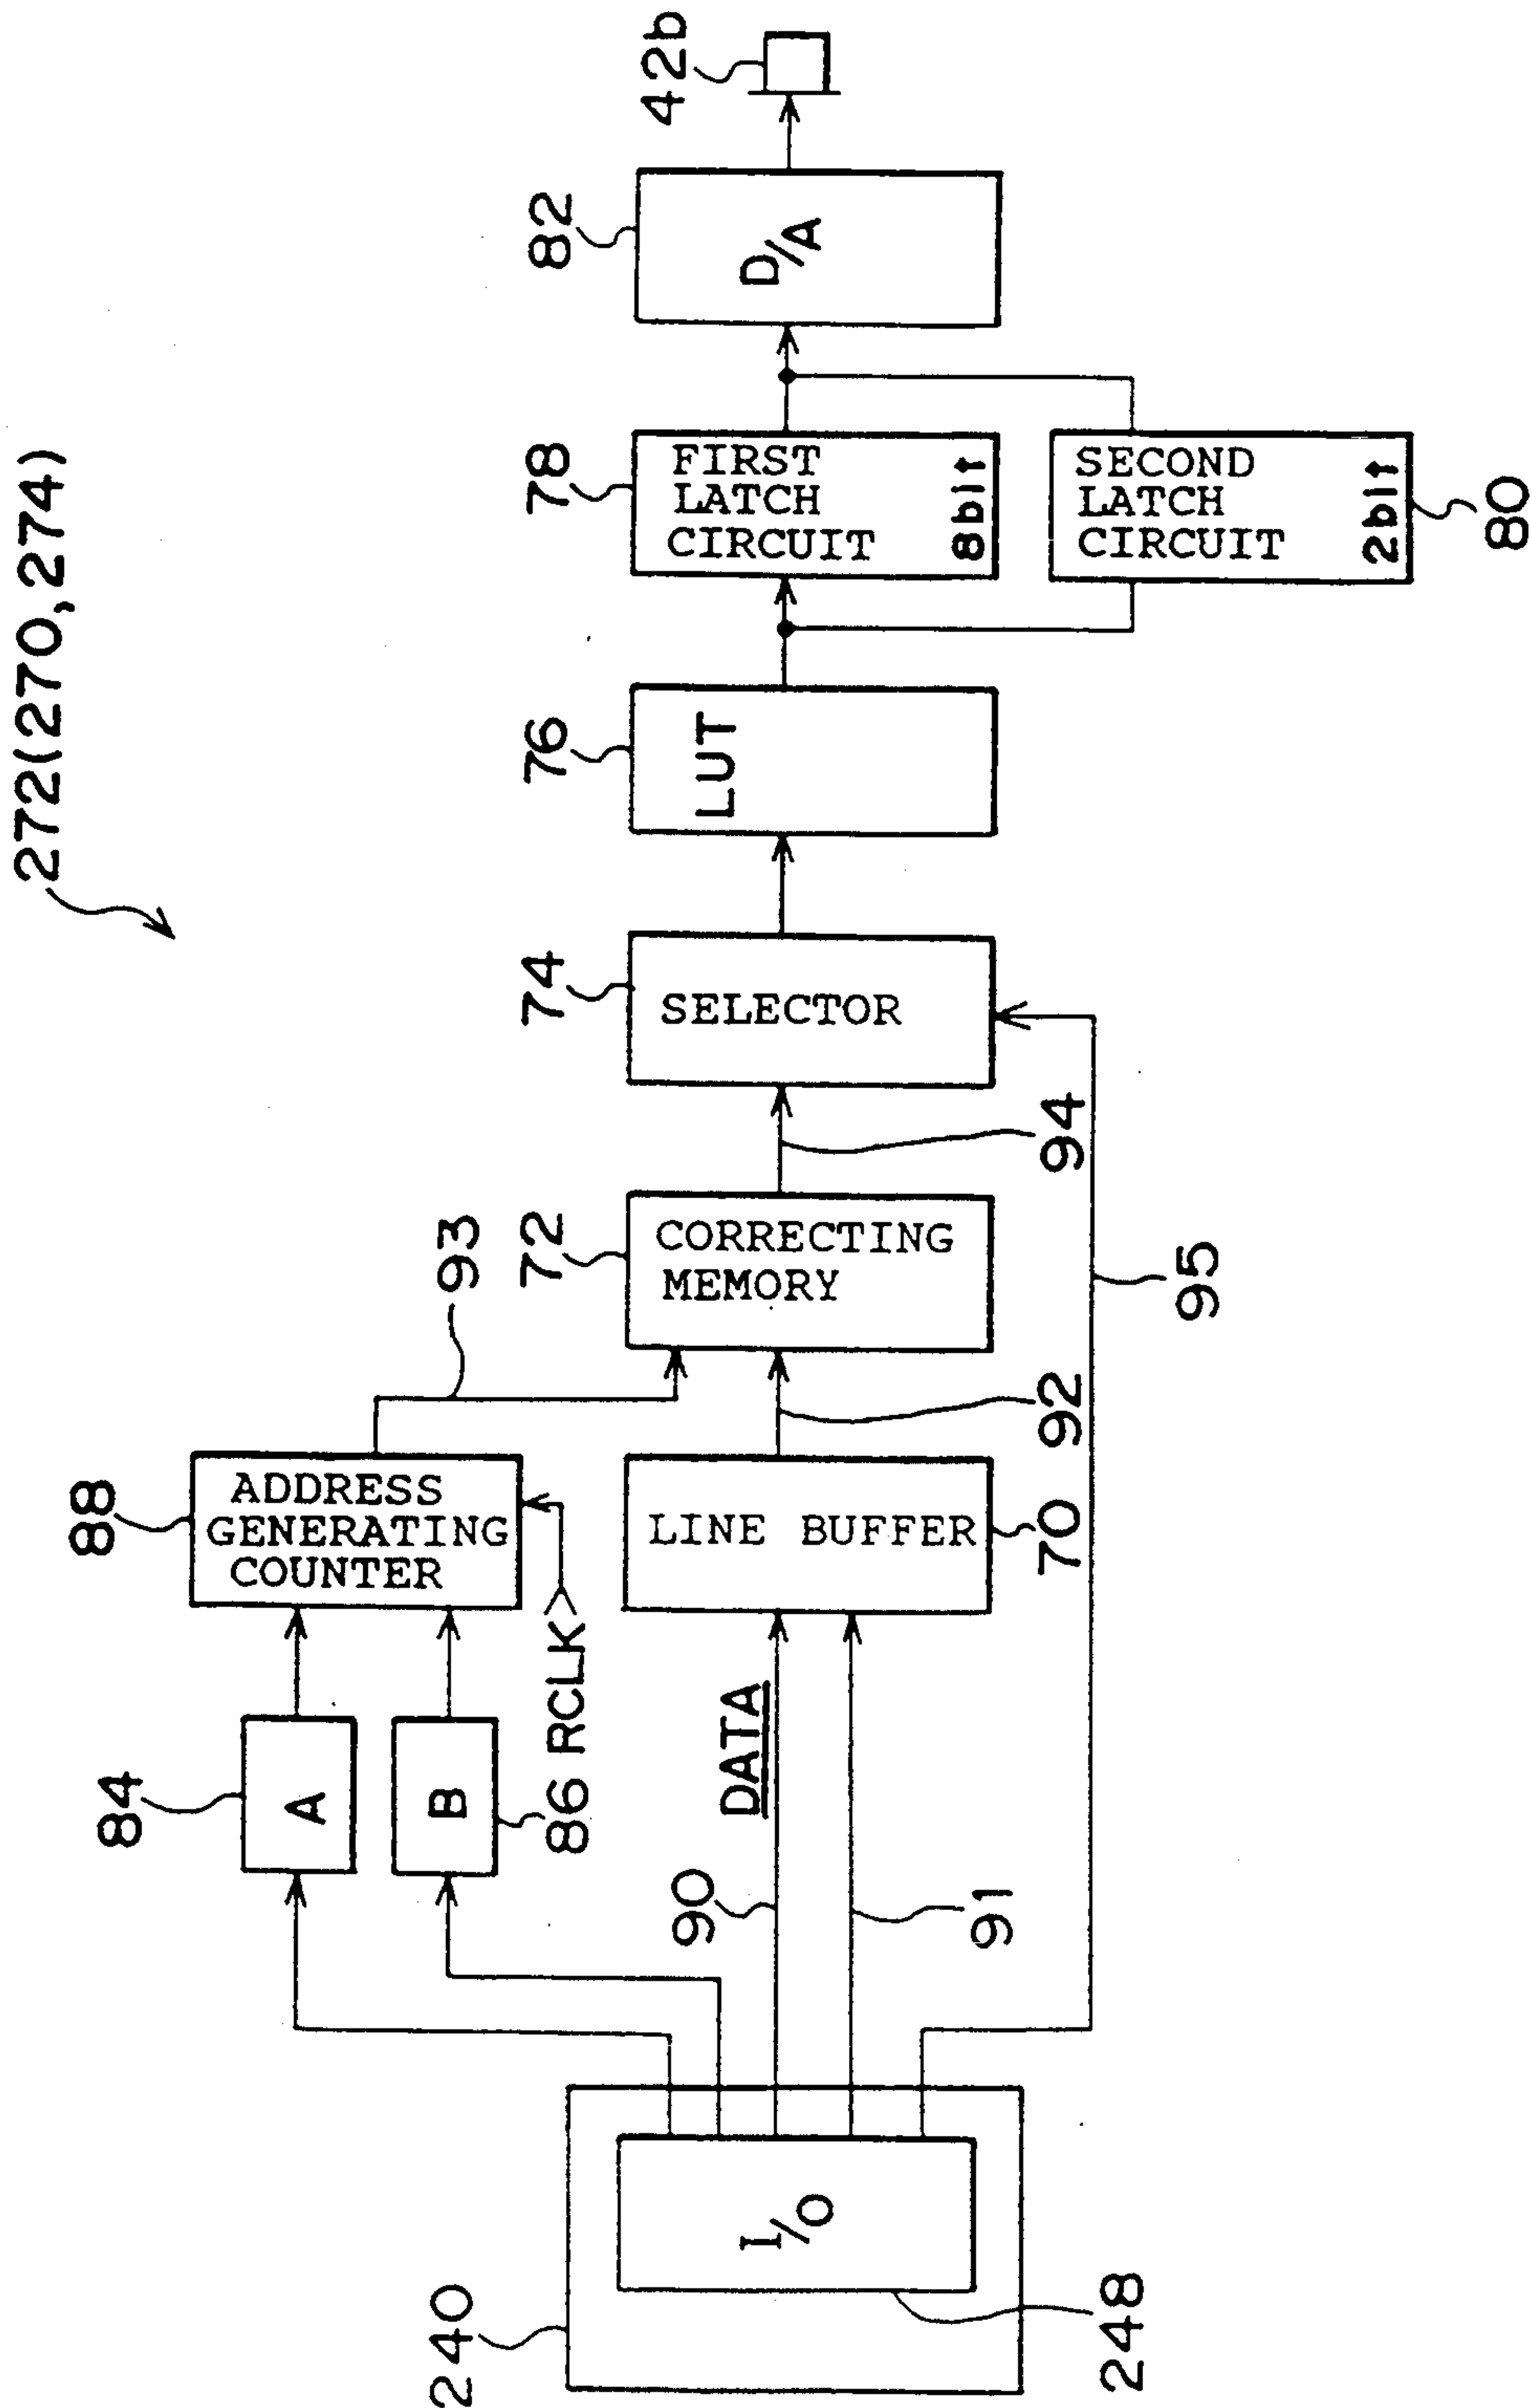 272(270,274)
84
A
B
86
RCLK
88
ADDRESS
GENERATING
COUNTER
93
240
I/O
248
90
DATA
91
LINE BUFFER
70
92
72
CORRECTING
MEMORY
94
95
74
SELECTOR
76
LUT
78
FIRST
LATCH
CIRCUIT
8bit
SECOND
LATCH
CIRCUIT
2bit
80
82
D/A
42b